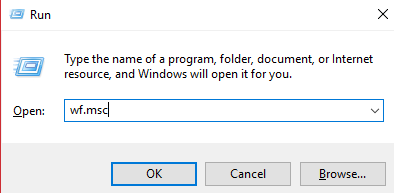 Run
Type the name of a program, folder, document, or Internet
resource, and Windows will open it for you.
Open: wf.msc
OK Cancel Browse...